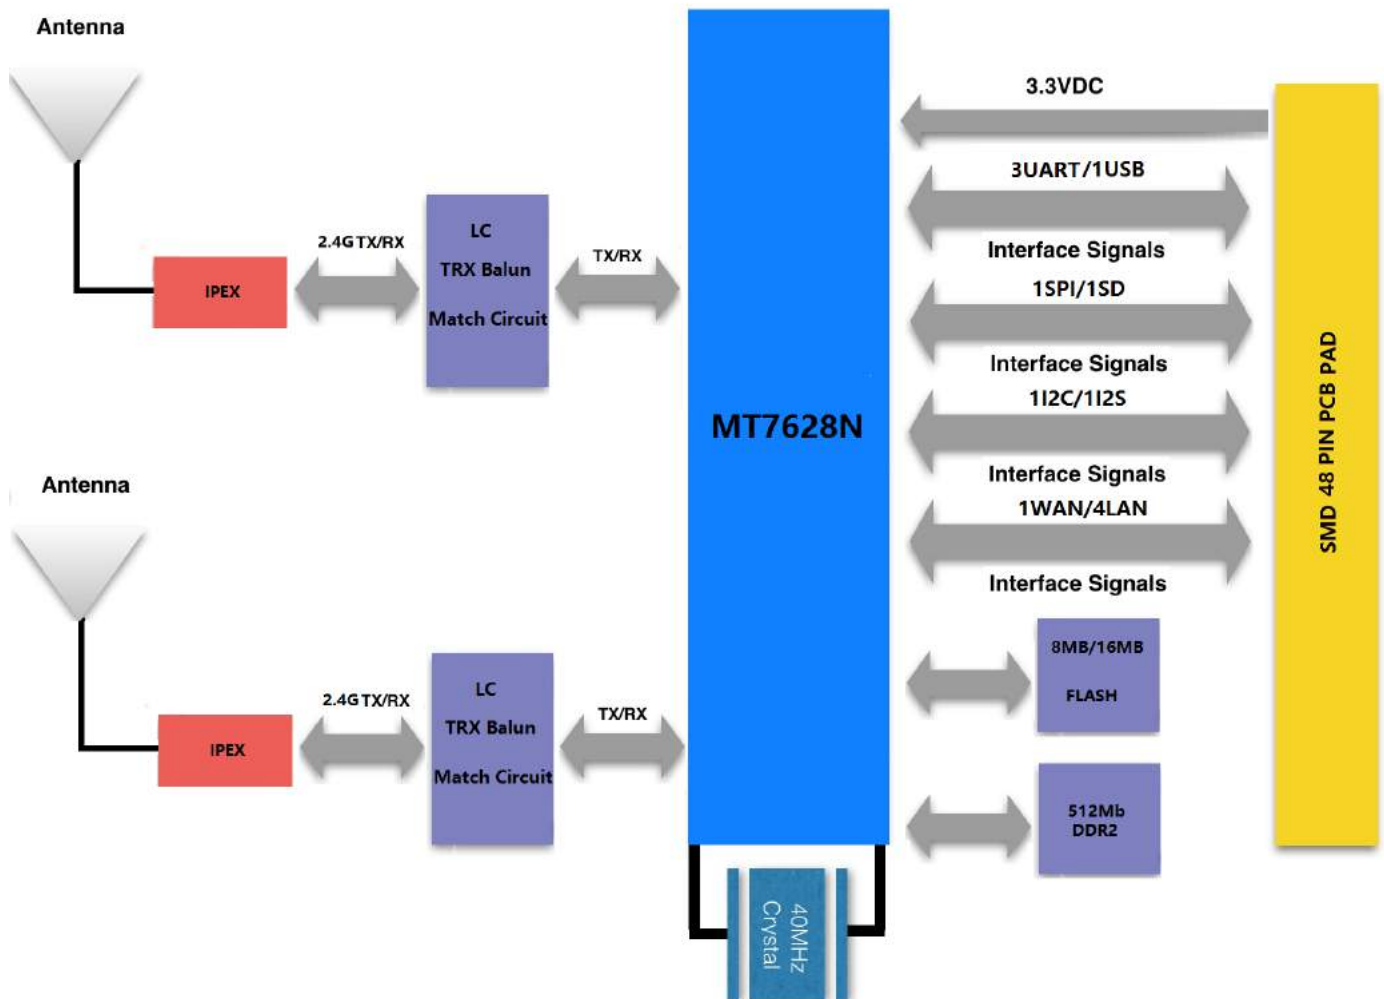 Antenna
3.3VDC
3UART/1USB
LC
2.4G TX/RX
Interface Signals
TX/RX
TRX Balun
IPEX
1SPI/1SD
Match Circuit
Interface Signals
1I2C/1I2S
MT7628N
SMD 48 PIN PCB PAD
Interface Signals
Antenna
1WAN/4LAN
Interface Signals
8MB/16MB
FLASH
LC
2.4G TX/RX
TX/RX
TRX Balun
IPEX
Match Circuit
512Mb
DDR2
40MHz
Crystal